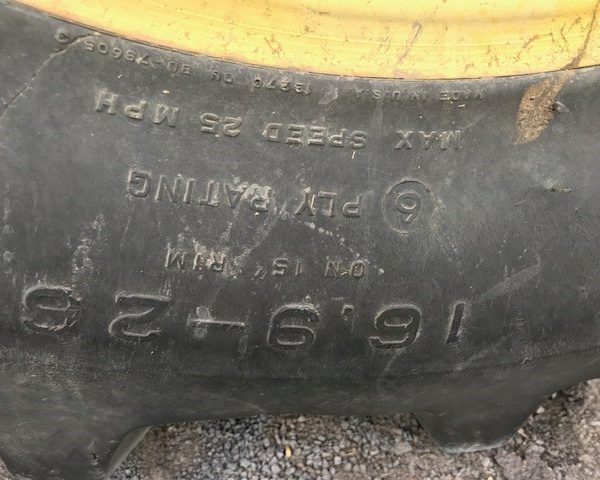 16.9-28
ON 15" RIM
6 PLY RATING
MAX SPEED 25 MPH
MADE IN U.S.A.